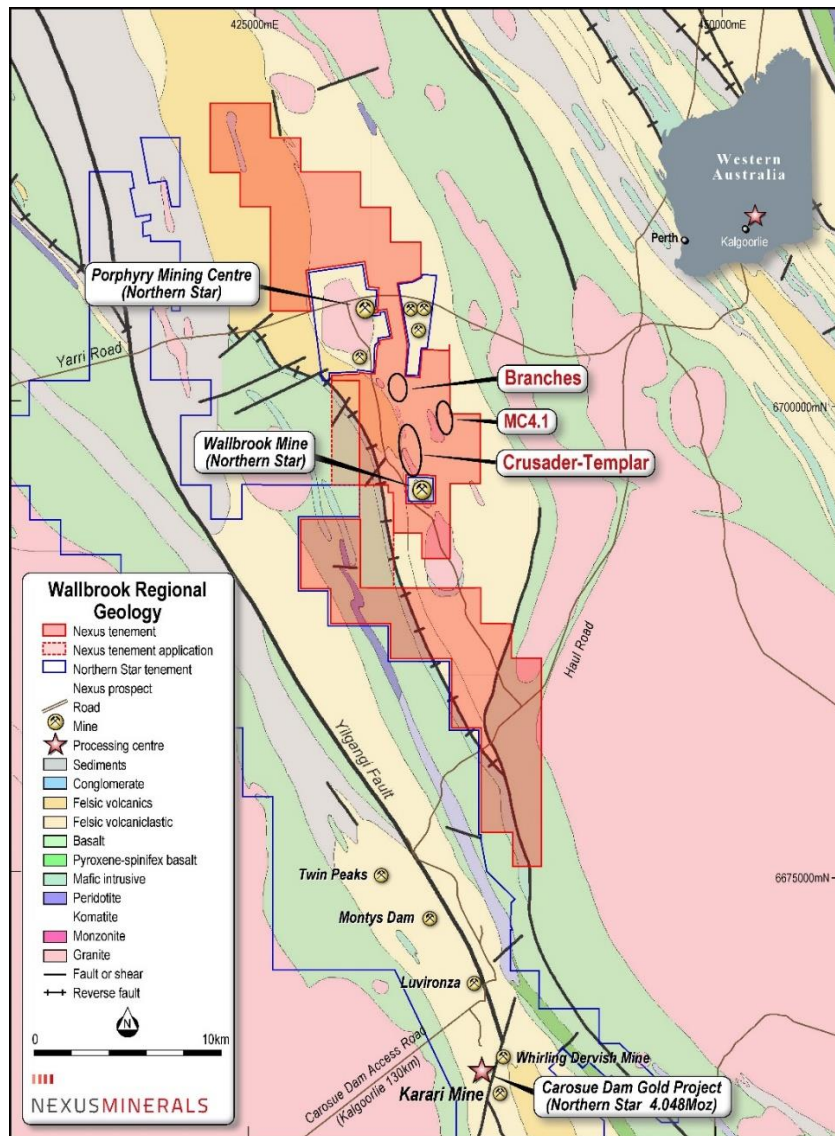 425000mE
450000mE
Western
Australia
Perth
Kalgoorlie
Porphyry Mining Centre
(Northern Star)
Yarri Road
Branches
6700000mN
MC4.1
Wallbrook Mine
(Northern Star)
Crusader-Templar
Haul Road
Yilgangi Fault
Wallbrook Regional
Geology
Nexus tenement
Nexus tenement application
Northern Star tenement
Nexus prospect
Road
Mine
Processing centre
Sediments
Conglomerate
Felsic volcanics
Felsic volcaniclastic
Basalt
Pyroxene-spinifex basalt
Mafic intrusive
Peridotite
Komatite
Monzonite
Granite
Fault or shear
Reverse fault
N
0 10km
NEXUSMINERALS
Twin Peaks
6675000mN
Montys Dam
Luvironza
Carosue Dam Access Road
(Kalgoorlie 130km)
Whirling Dervish Mine
Karari Mine
Carosue Dam Gold Project
(Northern Star 4.048Moz)